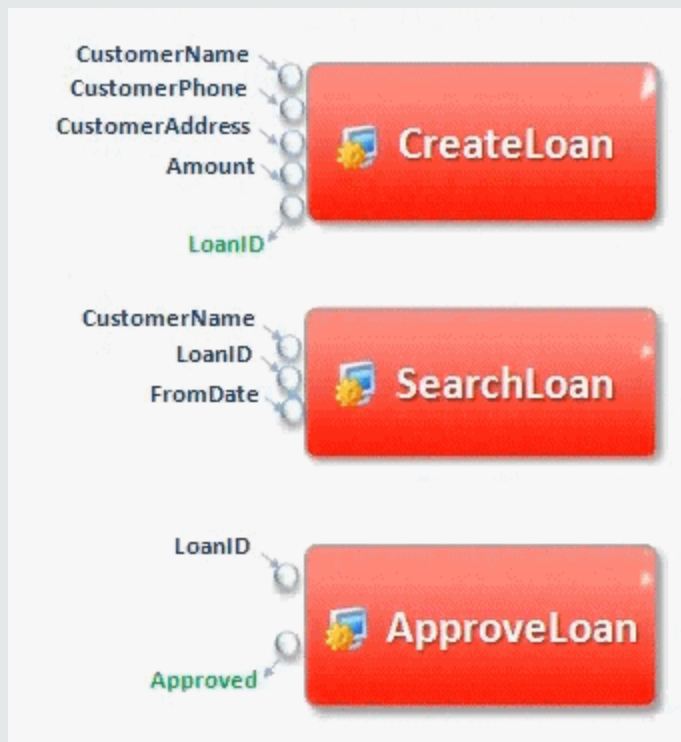 CustomerName
CustomerPhone
CustomerAddress
Amount
LoanID
CreateLoan
CustomerName
LoanID
FromDate
SearchLoan
LoanID
Approved
ApproveLoan